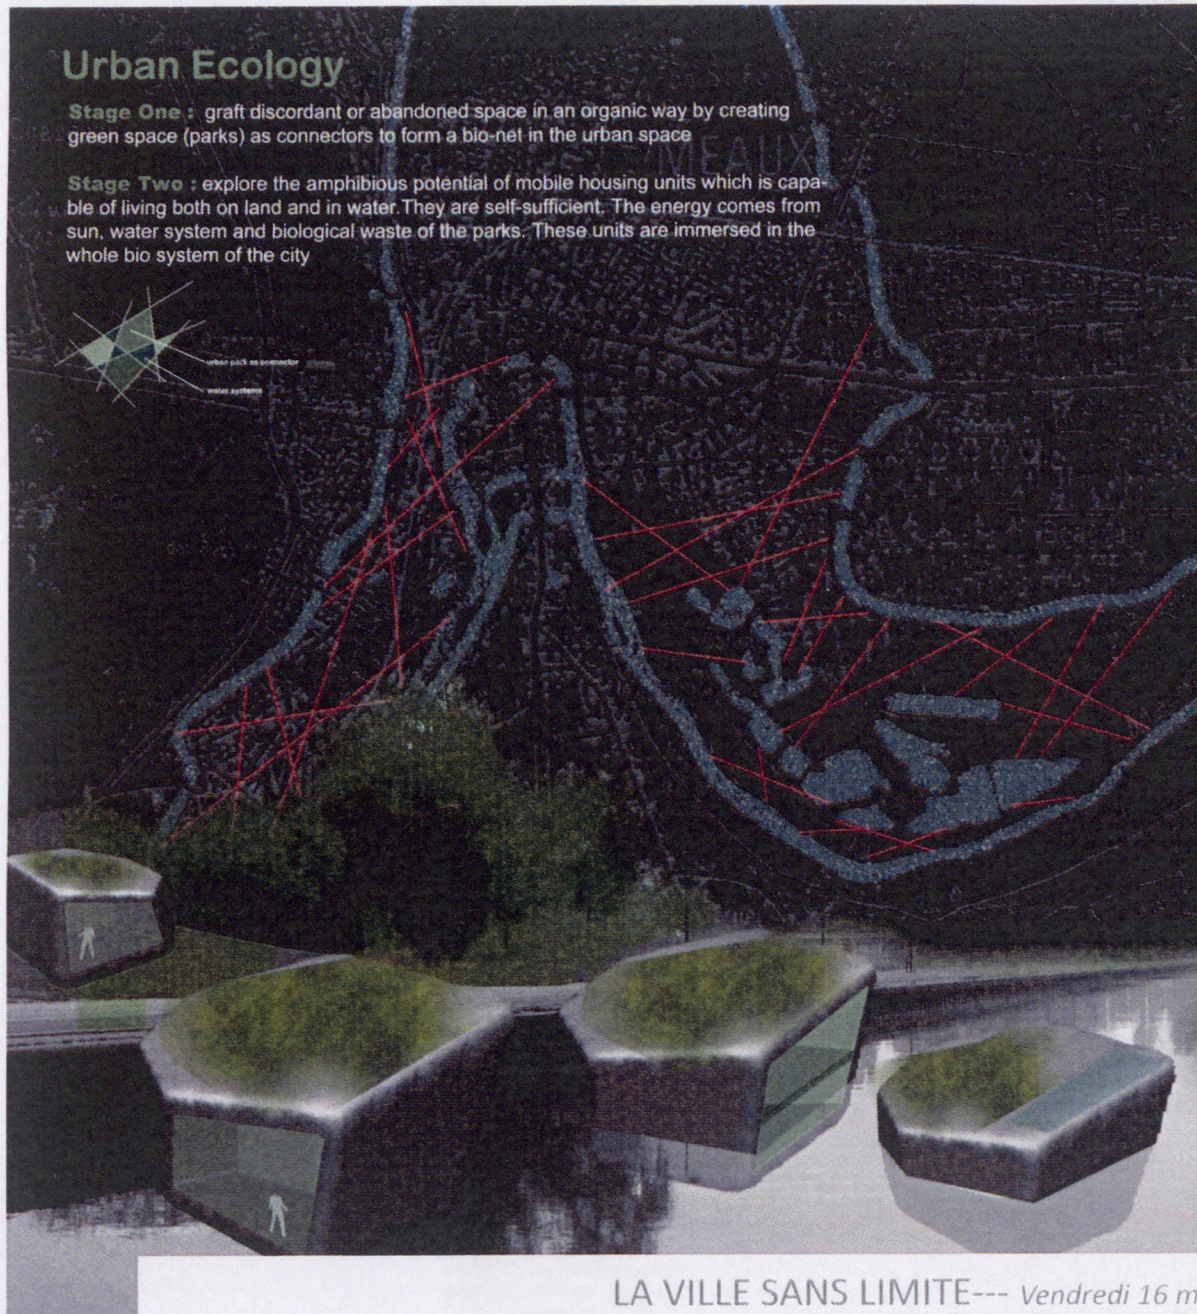 Urban Ecology
Stage One : graft discordant or abandoned space in an organic way by creating
green space (parks) as connectors to form a bio-net in the urban space
MEAUX
Stage Two : explore the amphibious potential of mobile housing units which is capa-
ble of living both on land and in water.They are self-sufficient. The energy comes from
sun, water system and biological waste of the parks. These units are immersed in the
whole bio system of the city
urban park as connector
water systems
LA VILLE SANS LIMITE--- Vendredi 16 m